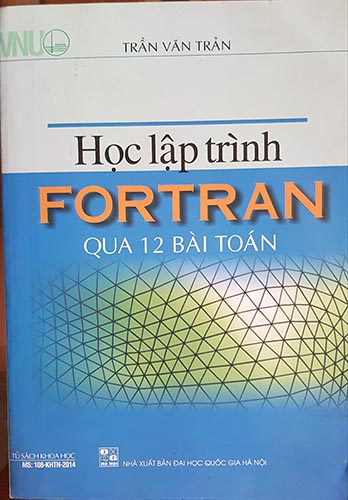 VNU
TRẦN VĂN TRẢN
Học lập trình
FORTRAN
QUA 12 BÀI TOÁN
TỦ SÁCH KHOA HỌC
MS: 108-KHTN-2014
NHÀ XUẤT BẢN ĐẠI HỌC QUỐC GIA HÀ NỘI